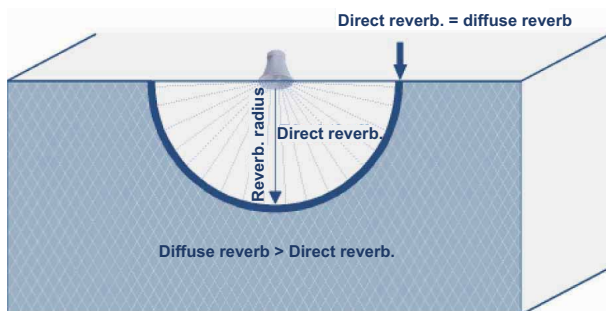 Direct reverb. = diffuse reverb
Reverb. radius
Direct reverb.
Diffuse reverb > Direct reverb.